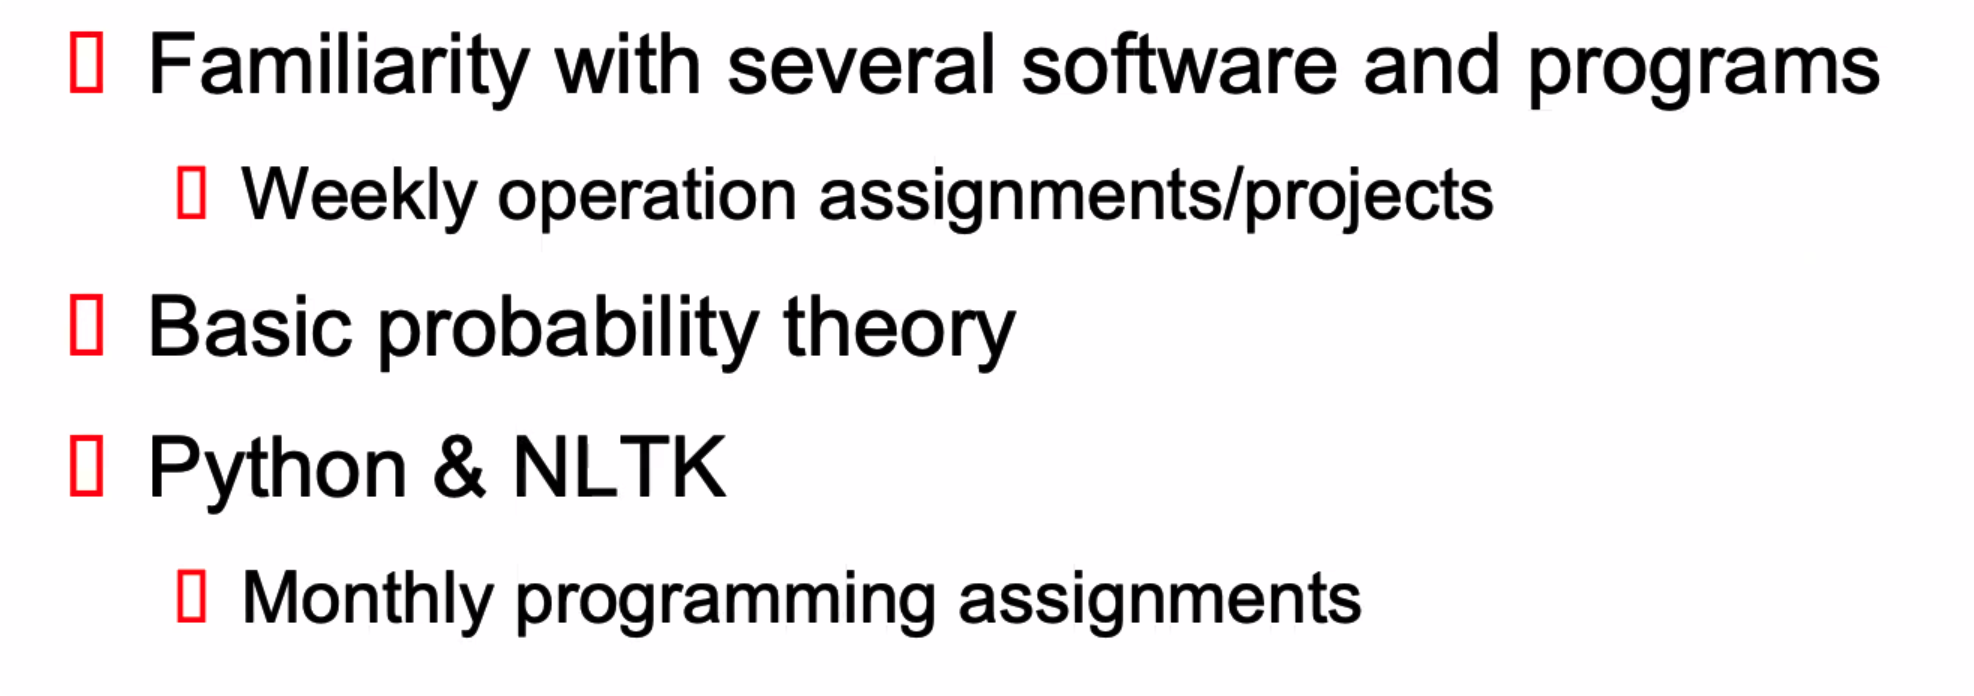 Familiarity with several software and programs
Weekly operation assignments/projects
Basic probability theory
Python & NLTK
Monthly programming assignments